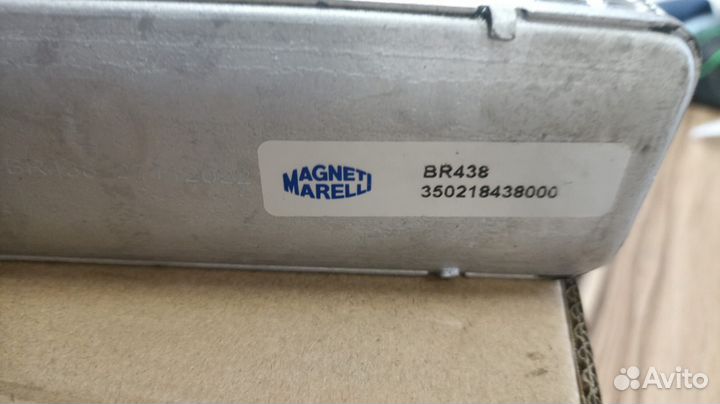 MAGNETI
MARELLI
BR438
350218438000
Avito